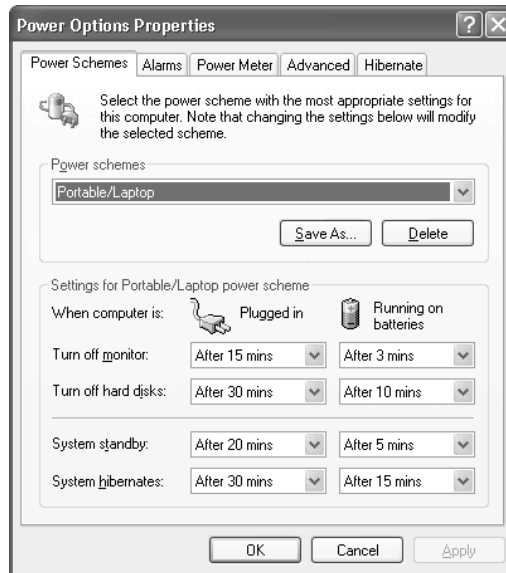 Power Options Properties
Power Schemes Alarms Power Meter Advanced Hibernate
Select the power scheme with the most appropriate settings for
this computer. Note that changing the settings below will modify
the selected scheme.
Power schemes
Portable/Laptop
Save As... Delete
Settings for Portable/Laptop power scheme
When computer is: Plugged in Running on
batteries
Turn off monitor: After 15 mins After 3 mins
Turn off hard disks: After 30 mins After 10 mins
System standby: After 20 mins After 5 mins
System hibernates: After 30 mins After 15 mins
OK Cancel Apply